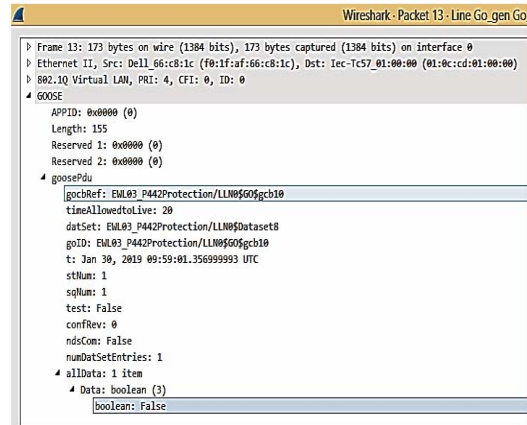 Wireshark · Packet 13 · Line Go_gen Go
Frame 13: 173 bytes on wire (1384 bits), 173 bytes captured (1384 bits) on interface 0
Ethernet II, Src: Dell_66:c8:1c (f0:1f:af:66:c8:1c), Dst: Iec-Tc57_01:00:00 (01:0c:cd:01:00:00)
802.1Q Virtual LAN, PRI: 4, CFI: 0, ID: 0
GOOSE
APPID: 0x0000 (0)
Length: 155
Reserved 1: 0x0000 (0)
Reserved 2: 0x0000 (0)
goosePdu
gocbRef: EWL03_P442Protection/LLN0$GO$gcb10
timeAllowedtoLive: 20
datSet: EWL03_P442Protection/LLN0$Dataset8
goID: EWL03_P442Protection/LLN0$GO$gcb10
t: Jan 30, 2019 09:59:01.356999993 UTC
stNum: 1
sqNum: 1
test: False
confRev: 0
ndsCom: False
numDatSetEntries: 1
allData: 1 item
Data: boolean (3)
boolean: False